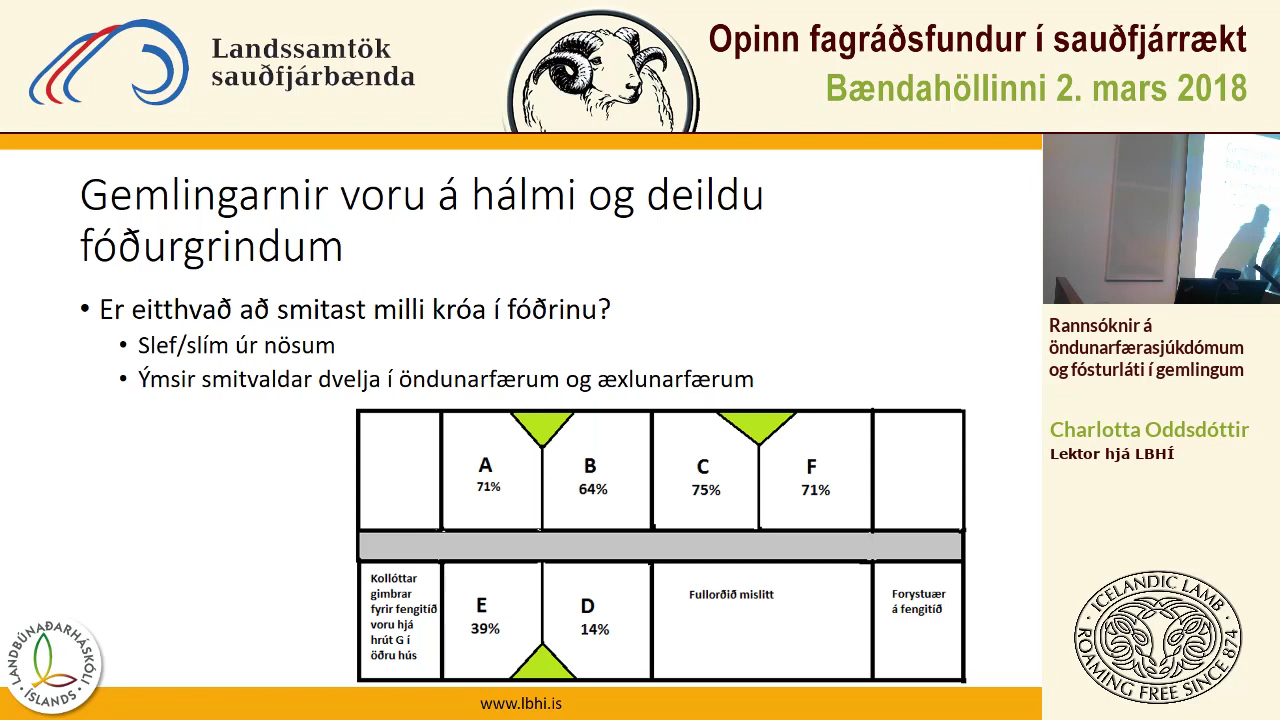 Landssamtök
sauðfjárbænda
Opinn fagráðsfundur í sauðfjárrækt
Bændahöllinni 2. mars 2018
Gemlingarnir voru á hálmi og deildu
fóðurgrindum
• Er eitthvað að smitast milli króa í fóðrinu?
• Slef/slím úr nösum
• Ýmsir smitvaldar dvelja í öndunarfærum og æxlunarfærum
A
71%
B
64%
C
75%
F
71%
Kollóttar
gimbrar
fyrir fengitíð
voru hjá
hrút G í
öðru hús
E
39%
D
14%
Fullorðið mislitt
Forystuær
á fengitíð
Rannsóknir á
öndunarfærasjúkdómum
og fósturláti í gemlingum
Charlotta Oddsdóttir
Lektor hjá LBHÍ
ICELANDIC LAMB
ROAMING FREE SINCE 874
LANDBÚNAÐARHÁSKÓLI
ÍSLANDS
www.lbhi.is